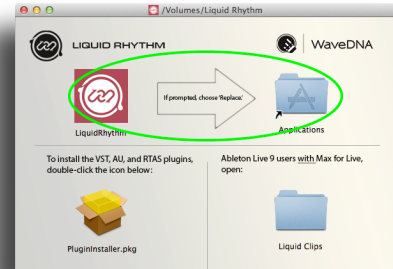 /Volumes/Liquid Rhythm
LIQUID RHYTHM
WaveDNA
If prompted, choose 'Replace.'
LiquidRhythm
Applications
To install the VST, AU, and RTAS plugins,
double-click the icon below:
Ableton Live 9 users with Max for Live,
open:
PluginInstaller.pkg
Liquid Clips